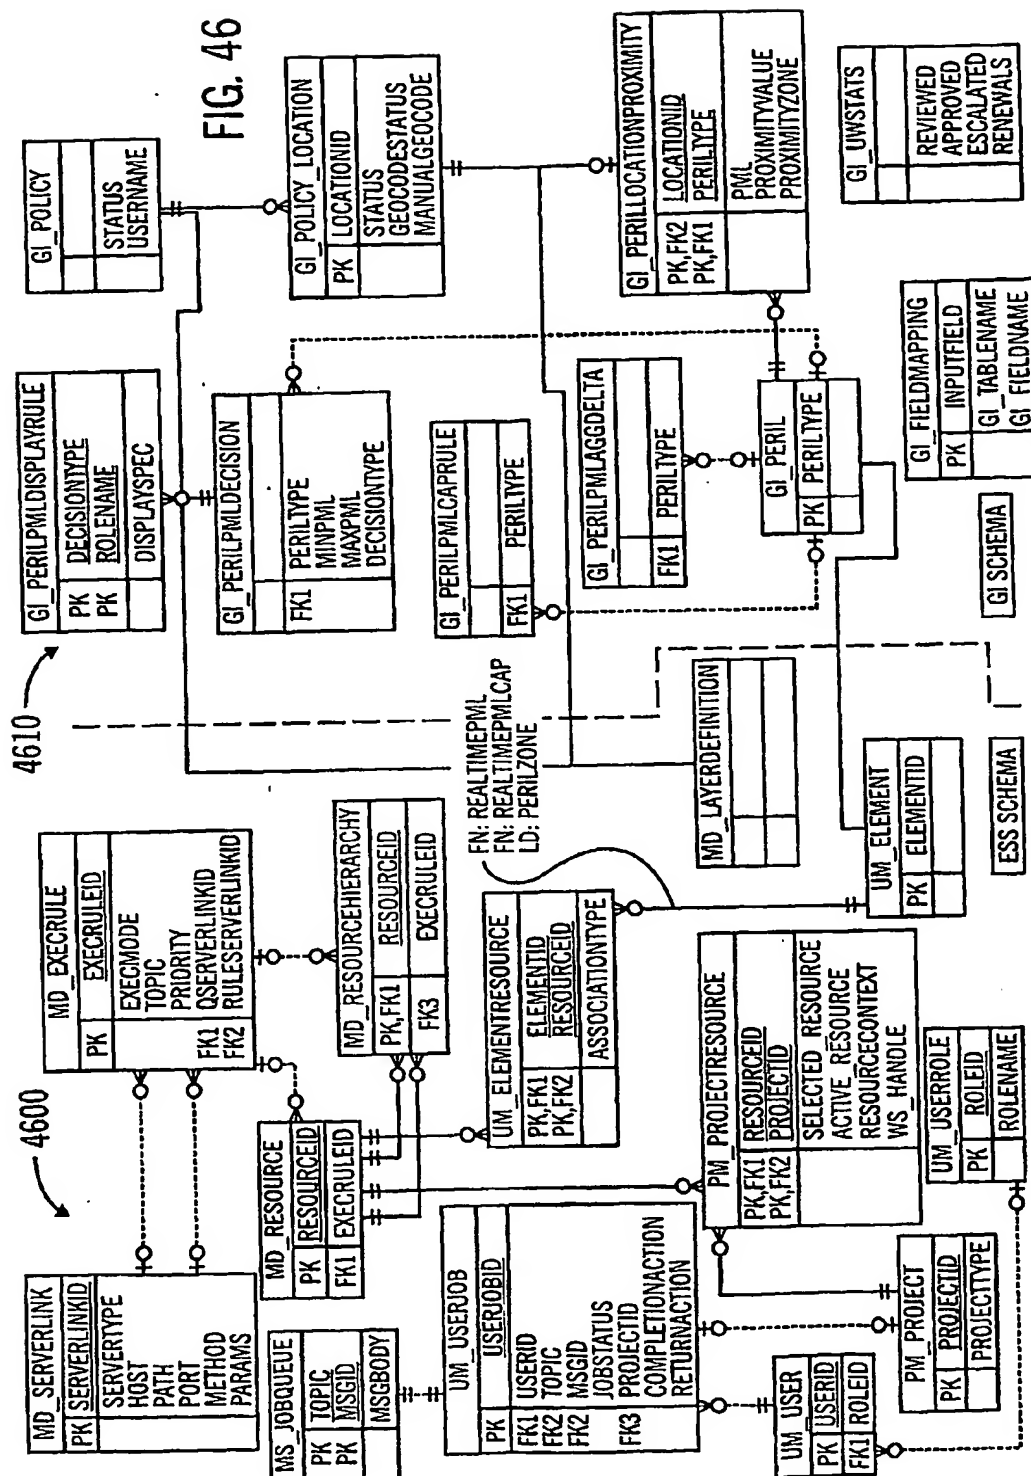 FIG. 46
4600
4610
MD_SERVERLINK
PK SERVERLINKID
SERVERTYPE
HOST
PATH
PORT
METHOD
PARAMS
MD_EXECRULE
PK EXECRULEID
EXECMODE
TOPIC
PRIORITY
FK1 QSERVERLINKID
FK2 RULESERVERLINKID
MD_RESOURCE
PK RESOURCEID
FK1 EXECRULEID
MD_RESOURCEHIERARCHY
PK,FK1 RESOURCEID
FK3 EXECRULEID
MS_JOBQUEUE
PK TOPIC
PK MSGID
MSGBODY
UM_USERJOB
PK USERJOBID
FK1 USERID
FK2 TOPIC
FK2 MSGID
JOBSTATUS
FK3 PROJECTID
COMPLETIONACTION
RETURNACTION
UM_ELEMENTRESOURCE
PK,FK1 ELEMENTID
PK,FK2 RESOURCEID
ASSOCIATIONTYPE
FN: REALTIMEPML
FN: REALTIMEPMLCAP
LD: PERILZONE
PM_PROJECTRESOURCE
PK,FK1 RESOURCEID
PK,FK2 PROJECTID
SELECTED_RESOURCE
ACTIVE_RESOURCE
RESOURCECONTEXT
WS_HANDLE
UM_USER
PK USERID
FK1 ROLEID
PM_PROJECT
PK PROJECTID
PROJECTTYPE
UM_USERROLE
PK ROLEID
ROLENAME
MD_LAYERDEFINITION
UM_ELEMENT
PK ELEMENTID
ESS SCHEMA
GI SCHEMA
GI_PERILPMLDISPLAYRULE
PK DECISIONTYPE
PK ROLENAME
DISPLAYSPEC
GI_POLICY
STATUS
USERNAME
GI_PERILPMLDECISION
FK1 PERILTYPE
MINPML
MAXPML
DECISIONTYPE
GI_POLICY_LOCATION
PK LOCATIONID
STATUS
GEOCODESTATUS
MANUALGEOCODE
GI_PERILPMLCAPRULE
FK1 PERILTYPE
GI_PERILPMLAGGDELTA
FK1 PERILTYPE
GI_PERILLOCATIONPROXIMITY
PK,FK2 LOCATIONID
PK,FK1 PERILTYPE
PML
PROXIMITYVALUE
PROXIMITYZONE
GI_PERIL
PK PERILTYPE
GI_FIELDMAPPING
PK INPUTFIELD
GI_TABLENAME
GI_FIELDNAME
GI_UWSTATS
REVIEWED
APPROVED
ESCALATED
RENEWALS